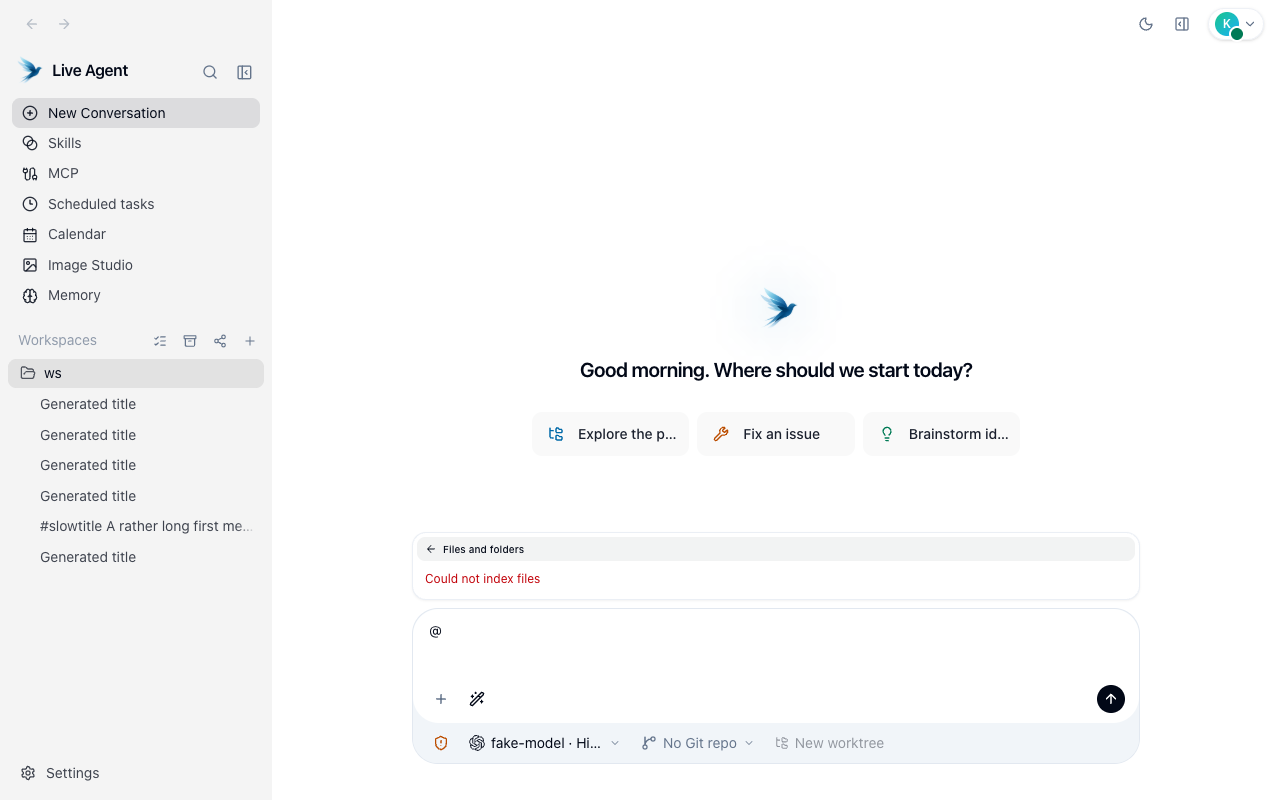 Live Agent
New Conversation
Skills
MCP
Scheduled tasks
Calendar
Image Studio
Memory
Workspaces
ws
Generated title
Generated title
Generated title
Generated title
#slowtitle A rather long first me...
Generated title
Settings
K
Good morning. Where should we start today?
Explore the p...
Fix an issue
Brainstorm id...
Files and folders
Could not index files
@
fake-model · Hi...
No Git repo
New worktree